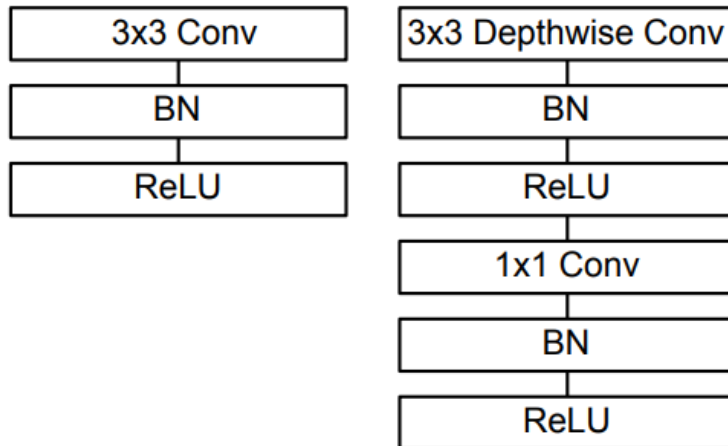 3x3 Conv
BN
ReLU
3x3 Depthwise Conv
BN
ReLU
1x1 Conv
BN
ReLU